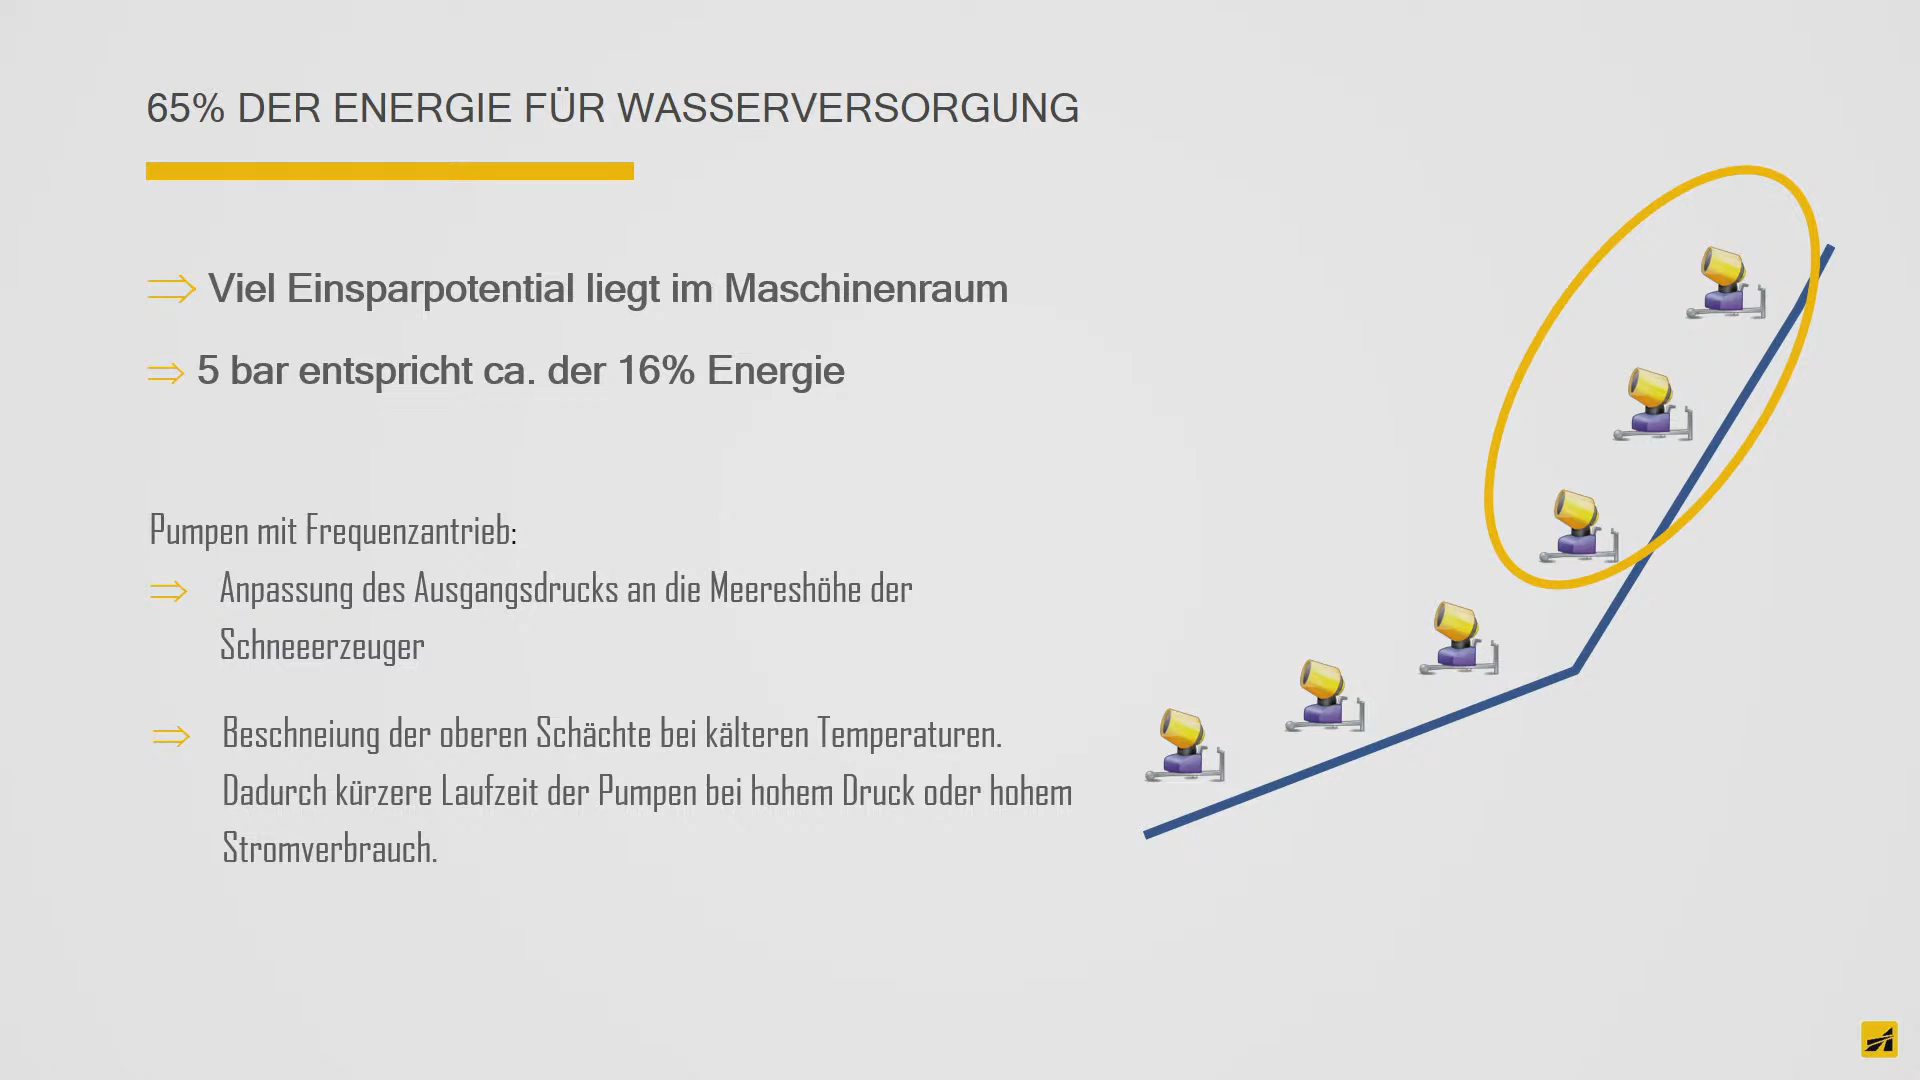 65% DER ENERGIE FÜR WASSERVERSORGUNG
⇒ Viel Einsparpotential liegt im Maschinenraum
⇒ 5 bar entspricht ca. der 16% Energie
Pumpen mit Frequenzantrieb:
⇒ Anpassung des Ausgangsdrucks an die Meereshöhe der
Schneeerzeuger
⇒ Beschneiung der oberen Schächte bei kälteren Temperaturen.
Dadurch kürzere Laufzeit der Pumpen bei hohem Druck oder hohem
Stromverbrauch.